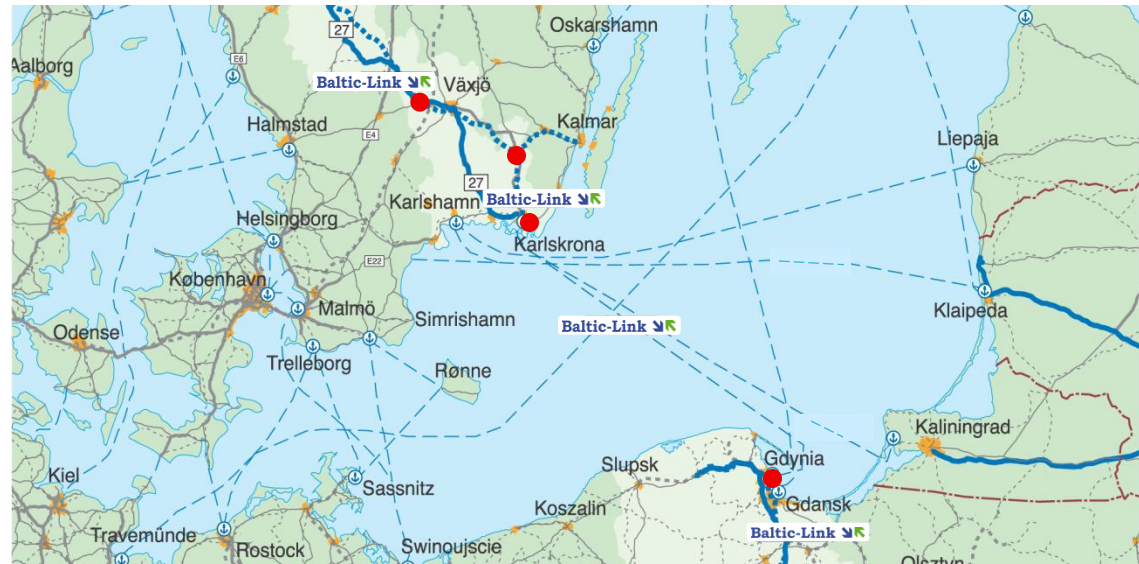 Oskarshamn
27
E6
Aalborg
Baltic-Link
Växjö
Halmstad
E4
Kalmar
Liepaja
27
Baltic-Link
Karlshamn
Helsingborg
Karlskrona
E22
København
Malmö
Simrishamn
Klaipeda
Baltic-Link
Odense
Trelleborg
Rønne
Kaliningrad
Gdynia
Slupsk
Kiel
Sassnitz
Koszalin
Gdansk
Travemünde
Baltic-Link
Rostock
Swinoujscie
Olsztyn